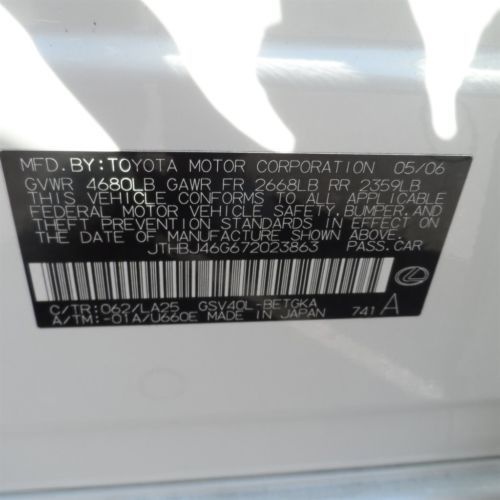 MFD.BY:TOYOTA MOTOR CORPORATION 05/06
GVWR 4680LB GAWR FR 2668LB RR 2359LB
THIS VEHICLE CONFORMS TO ALL APPLICABLE
FEDERAL MOTOR VEHICLE SAFETY, BUMPER, AND
THEFT PREVENTION STANDARDS IN EFFECT ON
THE DATE OF MANUFACTURE SHOWN ABOVE.
JTHBJ46G672023863 PASS.CAR
C/TR:062/LA25 GSV40L-BETGKA
A/TM:-01A/U660E MADE IN JAPAN 741 A